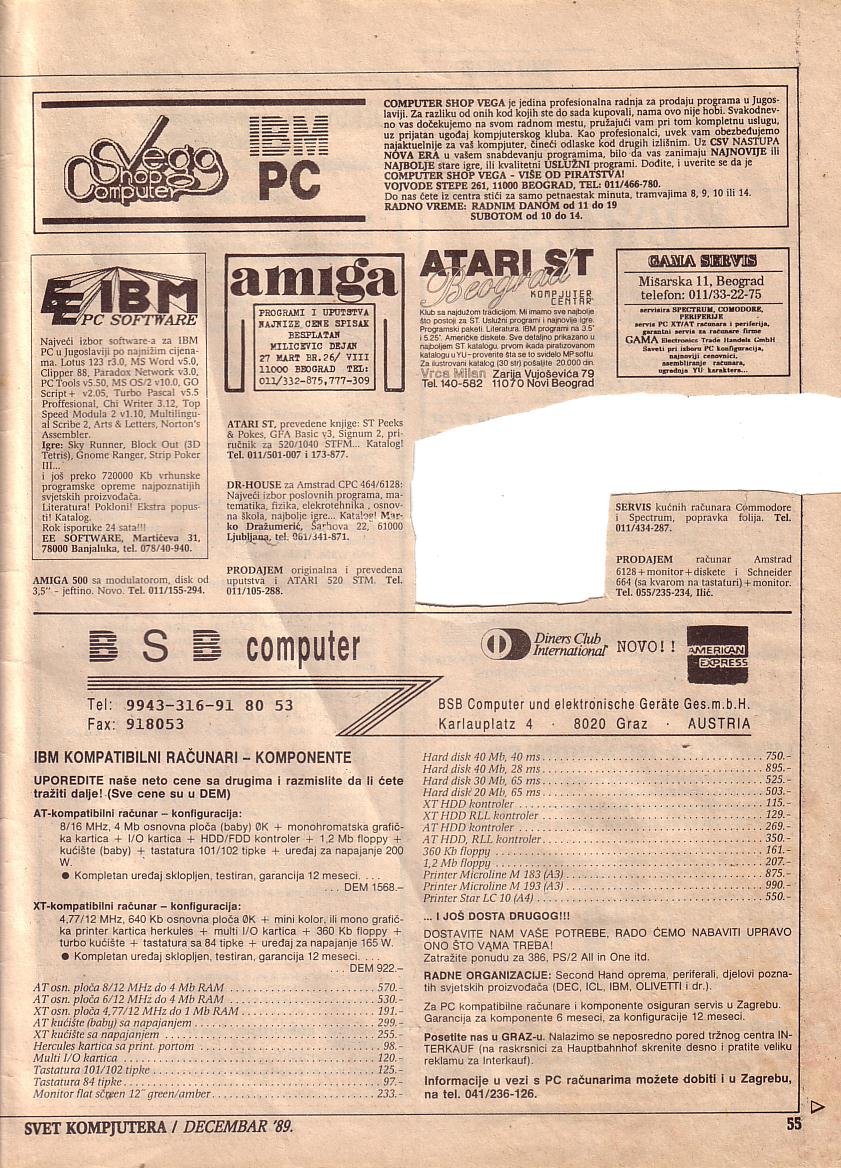 Vega
Shop
Computer
IBM
PC
COMPUTER SHOP VEGA je jedina profesionalna radnja za prodaju programa u Jugos-
laviji. Za razliku od onih kod kojih ste do sada kupovali, nama ovo nije hobi. Svakodnev-
no vas dočekujemo na svom radnom mestu, pružajući vam pri tom kompletnu uslugu,
uz prijatan ugođaj kompjuterskog kluba. Kao profesionalci, uvek vam obezbeđujemo
najaktuelnije za vaš kompjuter, čineći odlaske kod drugih izlišnim. Uz CSV NASTUPA
NOVA ERA u vašem snabdevanju programima, bilo da vas zanimaju NAJNOVIJE ili
NAJBOLJE stare igre, ili kvalitetni USLUŽNI programi. Dođite, i uverite se da je
COMPUTER SHOP VEGA - VIŠE OD PIRATSTVA!
VOJVODE STEPE 261, 11000 BEOGRAD, TEL: 011/466-780.
Do nas ćete iz centra stići za samo petnaestak minuta, tramvajima 8, 9, 10 ili 14.
RADNO VREME: RADNIM DANOM od 11 do 19
SUBOTOM od 10 do 14.
EE IBM
PC SOFTWARE
Najveći izbor software-a za IBM
PC u Jugoslaviji po najnižim cijena-
ma. Lotus 123 r3.0, MS Word v5.0,
Clipper 88, Paradox Network v3.0,
PC Tools v5.50, MS OS/2 v10.0, GO
Script+ v2.05, Turbo Pascal v5.5
Proffesional, Chi Writer 3.12, Top
Speed Modula 2 v1.10, Multilingu-
al Scribe 2, Arts & Letters, Norton's
Assembler.
Igre: Sky Runner, Block Out (3D
Tetris), Gnome Ranger, Strip Poker
III...
i još preko 720000 Kb vrhunske
programske opreme najpoznatijih
svjetskih proizvođača.
Literatura! Pokloni! Ekstra popus-
ti! Katalog.
Rok isporuke 24 sata!!!
EE SOFTWARE, Martićeva 31,
78000 Banjaluka, tel. 078/40-940.
AMIGA 500 sa modulatorom, disk od
3,5" - jeftino. Novo. Tel. 011/155-294.
amiga
PROGRAMI I UPUTSTVA
NAJNIZE CENE SPISAK
BESPLATAN
MILICEVIC DEJAN
27 MART BR.26/ VIII
11000 BEOGRAD TEL:
011/332-875,777-309
ATARI ST, prevedene knjige: ST Peeks
& Pokes, GFA Basic v3, Signum 2, pri-
ručnik za 520/1040 STFM... Katalog!
Tel. 011/501-007 i 173-877.
DR-HOUSE za Amstrad CPC 464/6128:
Najveći izbor poslovnih programa, ma-
tematika, fizika, elekrotehnika, osnov-
na škola, najbolje igre... Katalog! Mar-
ko Dražumerić, Šarhova 22, 61000
Ljubljana, tel. 061/341-871.
PRODAJEM originalna i prevedena
uputstva i ATARI 520 STM. Tel.
011/105-288.
ATARI ST
Beograd
KOMPJUTER
CENTAR
Klub sa najdužom tradicijom. Mi imamo sve najbolje
što postoji za ST. Uslužni programi i najnovije igre.
Programski paketi. Literatura. IBM programi na 3.5"
i 5.25". Američke diskete. Sve detaljno prikazano u
najboljem ST katalogu, prvom ikada piratizovanom
katalogu u YU - proverite šta se to svidelo MP softu.
Za ilustrovani katalog (30 str) pošaljite 20.000 din.
Vrca Milan Zarija Vujoševića 79
Tel. 140-582 11070 Novi Beograd
GAMA SERVIS
Mišarska 11, Beograd
telefon: 011/33-22-75
servisira SPECTRUM, COMODORE,
PERIFERIJE
servis PC XT/AT računara i periferija,
garantni servis za računare firme
GAMA Electronics Trade Handels GmbH
Saveti pri izboru PC konfiguracija,
najnoviji cenovnici,
asembliranje računara,
ugradnja YU karaktera...
SERVIS kućnih računara Commodore
i Spectrum, popravka folija. Tel.
011/434-287.
PRODAJEM računar Amstrad
6128+monitor+diskete i Schneider
664 (sa kvarom na tastaturi)+monitor.
Tel. 055/235-234, Ilić.
BSB computer
Diners Club
International
NOVO!!
AMERICAN
EXPRESS
Tel: 9943-316-91 80 53
Fax: 918053
BSB Computer und elektronische Geräte Ges.m.b.H.
Karlauplatz 4 · 8020 Graz · AUSTRIA
IBM KOMPATIBILNI RAČUNARI – KOMPONENTE
UPOREDITE naše neto cene sa drugima i razmislite da li ćete
tražiti dalje! (Sve cene su u DEM)
AT-kompatibilni računar – konfiguracija:
8/16 MHz, 4 Mb osnovna ploča (baby) 0K + monohromatska grafič-
ka kartica + I/O kartica + HDD/FDD kontroler + 1,2 Mb floppy +
kućište (baby) + tastatura 101/102 tipke + uređaj za napajanje 200
W.
● Kompletan uređaj sklopljen, testiran, garancija 12 meseci. ...
... DEM 1568.–
XT-kompatibilni računar – konfiguracija:
4,77/12 MHz, 640 Kb osnovna ploča 0K + mini kolor, ili mono grafič-
ka printer kartica herkules + multi I/O kartica + 360 Kb floppy +
turbo kućište + tastatura sa 84 tipke + uređaj za napajanje 165 W.
● Kompletan uređaj sklopljen, testiran, garancija 12 meseci. ...
... DEM 922.–
AT osn. ploča 8/12 MHz do 4 Mb RAM ... 570.-
AT osn. ploča 6/12 MHz do 4 Mb RAM ... 530.-
XT osn. ploča 4,77/12 MHz do 1 Mb RAM ... 191.-
AT kućište (baby) sa napajanjem ... 299.-
XT kućište sa napajanjem ... 255.-
Hercules kartica sa print. portom ... 98.-
Multi I/O kartica ... 120.-
Tastatura 101/102 tipke ... 125.-
Tastatura 84 tipke ... 97.-
Monitor flat screen 12" green/amber ... 233.-
Hard disk 40 Mb, 40 ms ... 750.-
Hard disk 40 Mb, 28 ms ... 895.-
Hard disk 30 Mb, 65 ms ... 525.-
Hard disk 20 Mb, 65 ms ... 503.-
XT HDD kontroler ... 115.-
XT HDD RLL kontroler ... 129.-
AT HDD kontroler ... 269.-
AT HDD, RLL kontroler ... 350.-
360 Kb floppy ... 161.-
1,2 Mb floppy ... 207.-
Printer Microline M 183 (A3) ... 875.-
Printer Microline M 193 (A3) ... 990.-
Printer Star LC 10 (A4) ... 550.-
... I JOŠ DOSTA DRUGOG!!!
DOSTAVITE NAM VAŠE POTREBE, RADO ĆEMO NABAVITI UPRAVO
ONO ŠTO VAMA TREBA!
Zatražite ponudu za 386, PS/2 All in One itd.
RADNE ORGANIZACIJE: Second Hand oprema, periferali, djelovi pozna-
tih svjetskih proizvođača (DEC, ICL, IBM, OLIVETTI i dr.).
Za PC kompatibilne računare i komponente osiguran servis u Zagrebu.
Garancija za komponente 6 meseci, za konfiguracije 12 meseci.
Posetite nas u GRAZ-u. Nalazimo se neposredno pored tržnog centra IN-
TERKAUF (na raskrsnici za Hauptbahnhof skrenite desno i pratite veliku
reklamu za Interkauf).
Informacije u vezi s PC računarima možete dobiti i u Zagrebu,
na tel. 041/236-126.
SVET KOMPJUTERA / DECEMBAR '89.
55